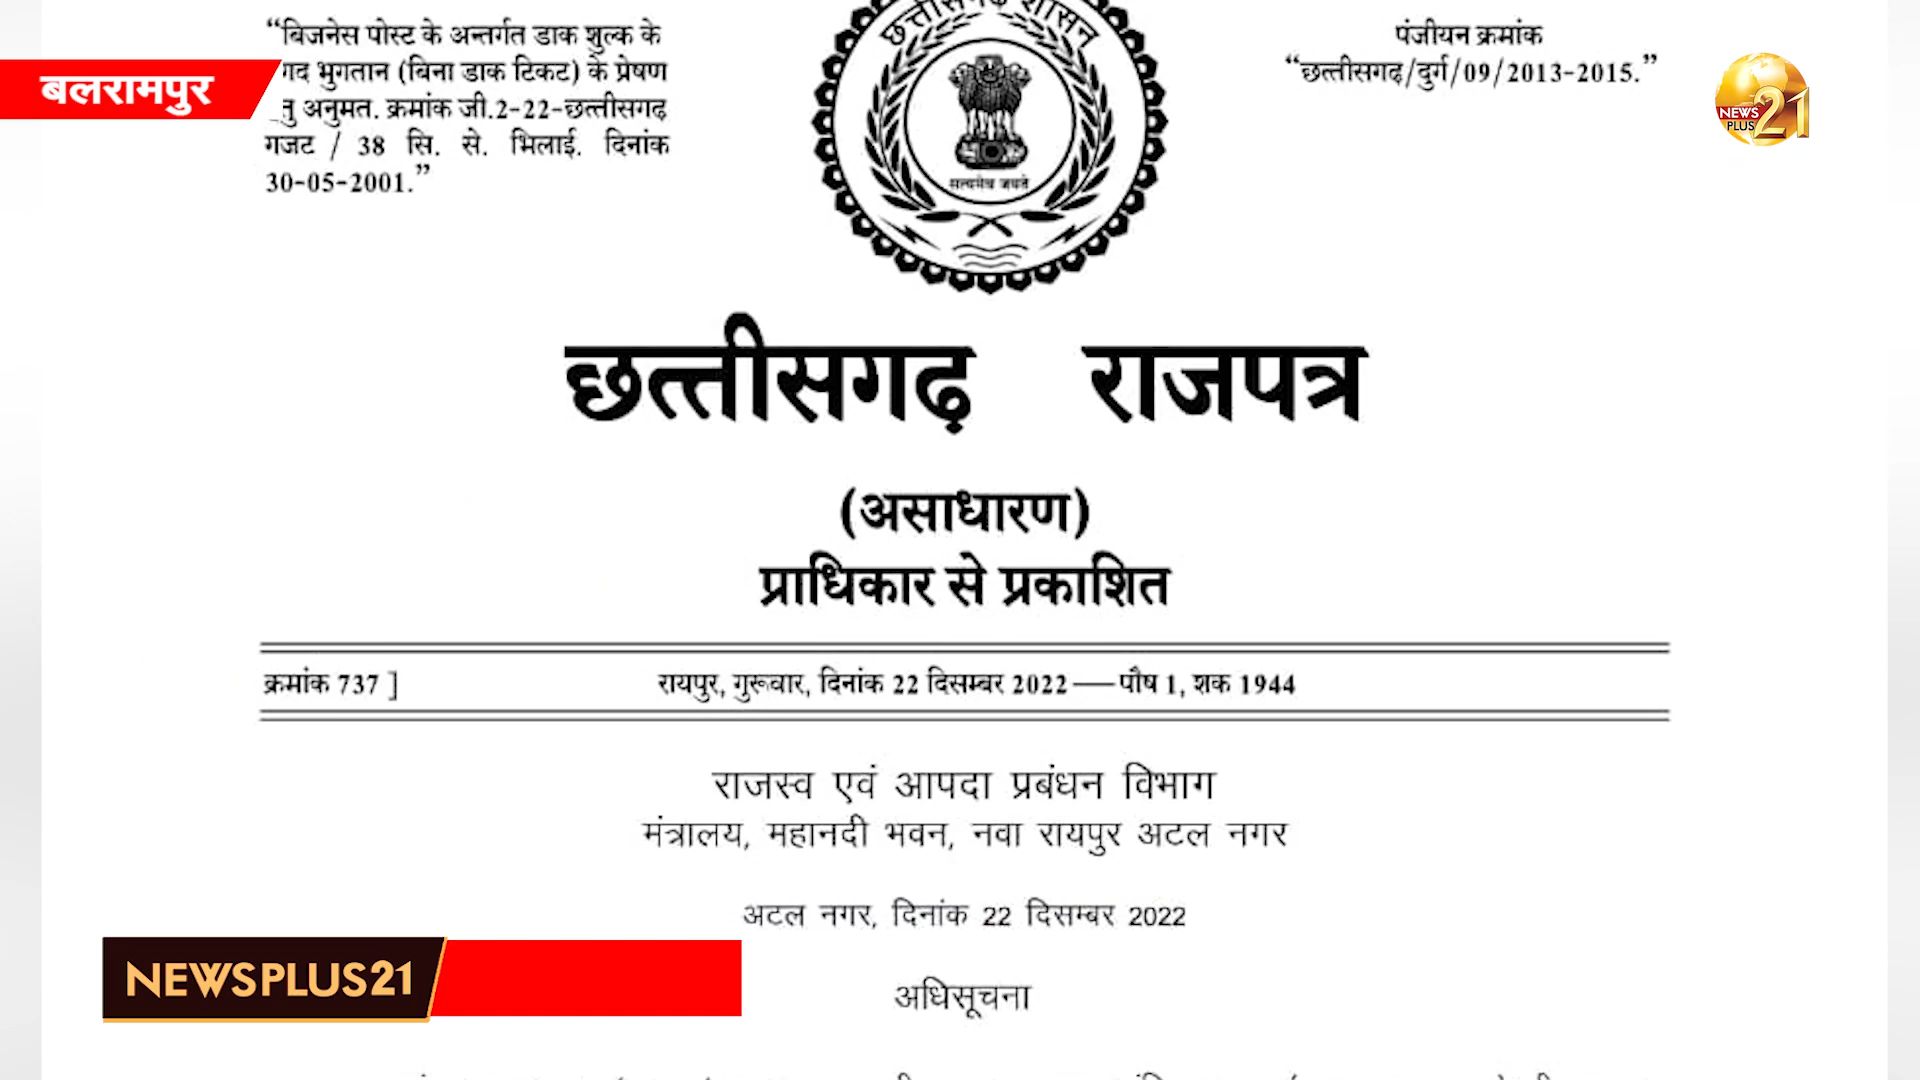 “बिजनेस पोस्ट के अन्तर्गत डाक शुल्क के
गद भुगतान (बिना डाक टिकट) के प्रेषण
तु अनुमत. क्रमांक जी.2-22-छत्तीसगढ़
गजट / 38 सि. से. भिलाई. दिनांक
30-05-2001.”
बलरामपुर
छत्तीसगढ़ शासन
सत्यमेव जयते
पंजीयन क्रमांक
“छत्तीसगढ़/दुर्ग/09/2013-2015.”
NEWS
PLUS 21
छत्तीसगढ़ राजपत्र
(असाधारण)
प्राधिकार से प्रकाशित
क्रमांक 737 ]
रायपुर, गुरूवार, दिनांक 22 दिसम्बर 2022—पौष 1, शक 1944
राजस्व एवं आपदा प्रबंधन विभाग
मंत्रालय, महानदी भवन, नवा रायपुर अटल नगर
अटल नगर, दिनांक 22 दिसम्बर 2022
NEWSPLUS21
अधिसूचना